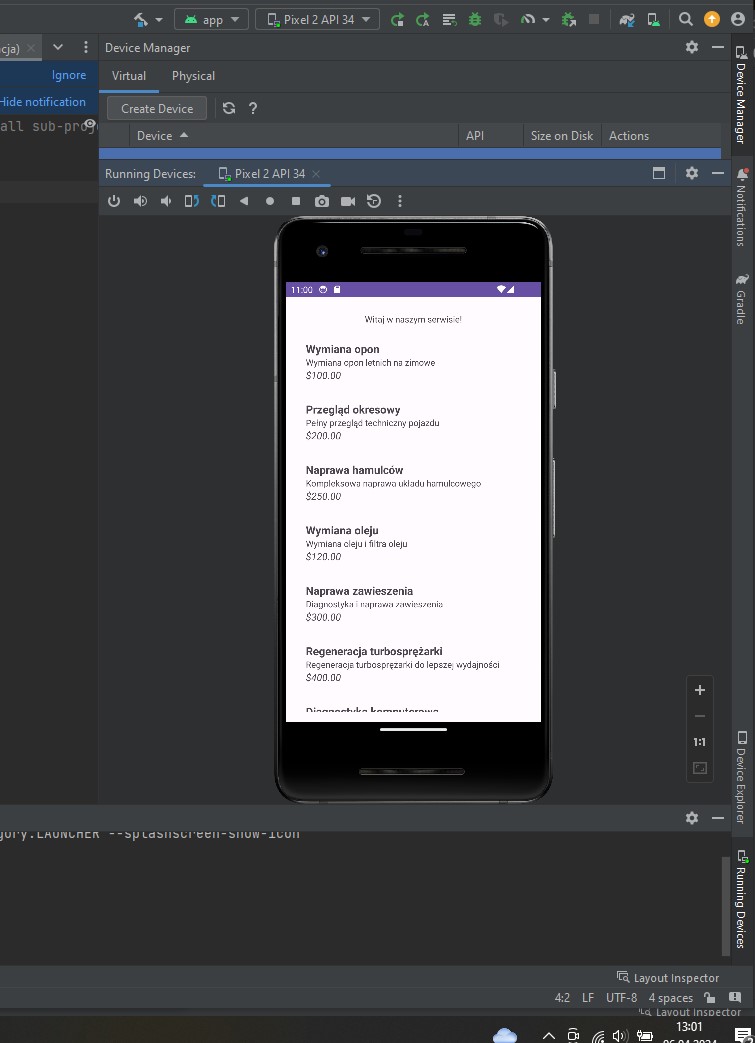 app
Pixel 2 API 34
cja)
Device Manager
Ignore
Virtual
Physical
Hide notification
Create Device
?
all sub-proj
Device
API
Size on Disk
Actions
Running Devices:
Pixel 2 API 34
11:00
Witaj w naszym serwisie!
Wymiana opon
Wymiana opon letnich na zimowe
$100.00
Przegląd okresowy
Pełny przegląd techniczny pojazdu
$200.00
Naprawa hamulców
Kompleksowa naprawa układu hamulcowego
$250.00
Wymiana oleju
Wymiana oleju i filtra oleju
$120.00
Naprawa zawieszenia
Diagnostyka i naprawa zawieszenia
$300.00
Regeneracja turbosprężarki
Regeneracja turbosprężarki do lepszej wydajności
$400.00
Diagnostyka komputerowa
1:1
gory.LAUNCHER --splashscreen-show-icon
Device Manager
Notifications
Gradle
Device Explorer
Running Devices
Layout Inspector
4:2
LF
UTF-8
4 spaces
Layout Inspector
13:01
06.04.2024